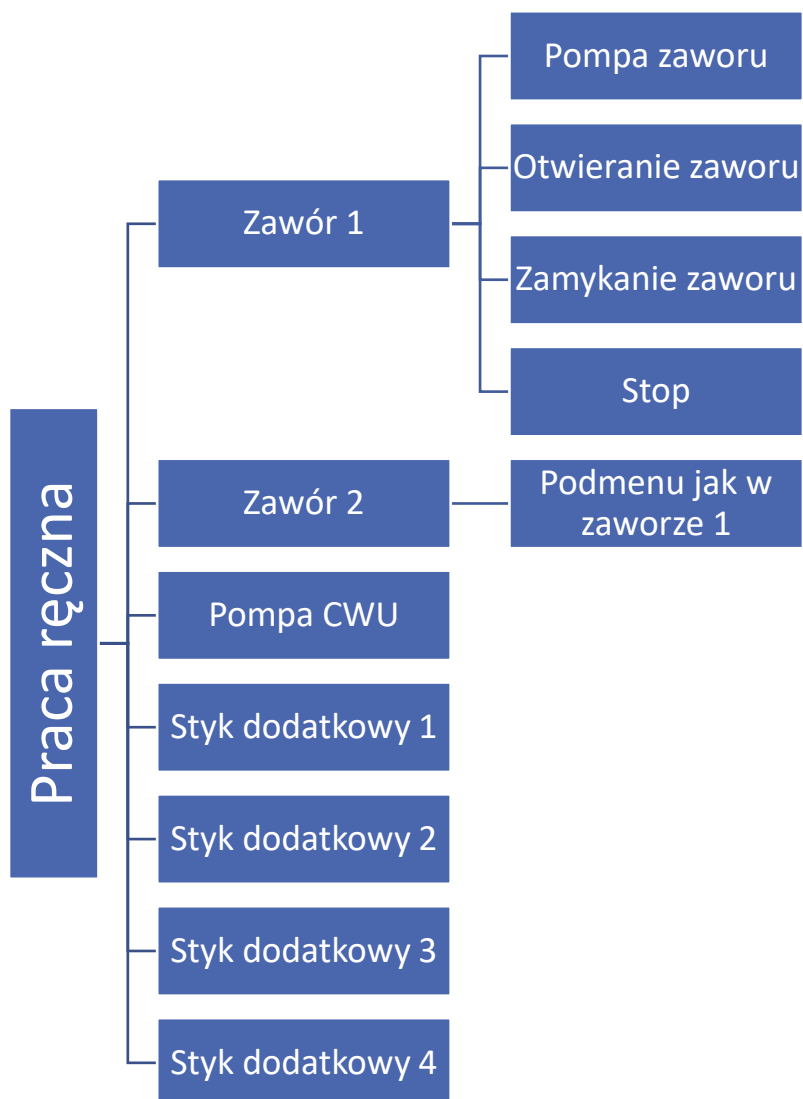 Praca ręczna
Zawór 1
Pompa zaworu
Otwieranie zaworu
Zamykanie zaworu
Stop
Zawór 2
Podmenu jak w
zaworze 1
Pompa CWU
Styk dodatkowy 1
Styk dodatkowy 2
Styk dodatkowy 3
Styk dodatkowy 4